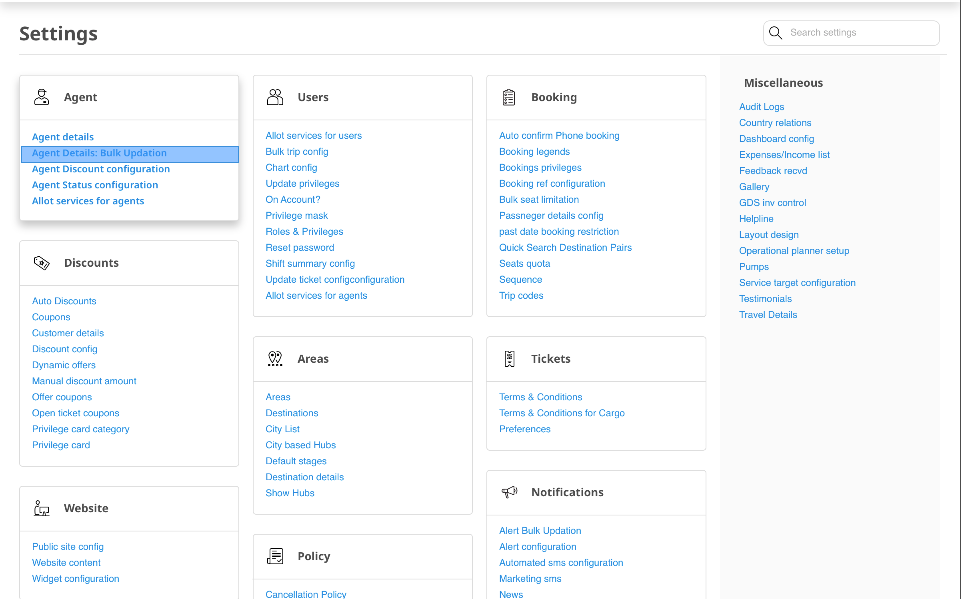 Settings
Search settings
Agent
Agent details
Agent Details: Bulk Updation
Agent Discount configuration
Agent Status configuration
Allot services for agents
Discounts
Auto Discounts
Coupons
Customer details
Discount config
Dynamic offers
Manual discount amount
Offer coupons
Open ticket coupons
Privilege card category
Privilege card
Website
Public site config
Website content
Widget configuration
Users
Allot services for users
Bulk trip config
Chart config
Update privileges
On Account?
Privilege mask
Roles & Privileges
Reset password
Shift summary config
Update ticket configconfiguration
Allot services for agents
Areas
Areas
Destinations
City List
City based Hubs
Default stages
Destination details
Show Hubs
Policy
Cancellation Policy
Booking
Auto confirm Phone booking
Booking legends
Bookings privileges
Booking ref configuration
Bulk seat limitation
Passneger details config
past date booking restriction
Quick Search Destination Pairs
Seats quota
Sequence
Trip codes
Tickets
Terms & Conditions
Terms & Conditions for Cargo
Preferences
Notifications
Alert Bulk Updation
Alert configuration
Automated sms configuration
Marketing sms
News
Miscellaneous
Audit Logs
Country relations
Dashboard config
Expenses/Income list
Feedback recvd
Gallery
GDS inv control
Helpline
Layout design
Operational planner setup
Pumps
Service target configuration
Testimonials
Travel Details